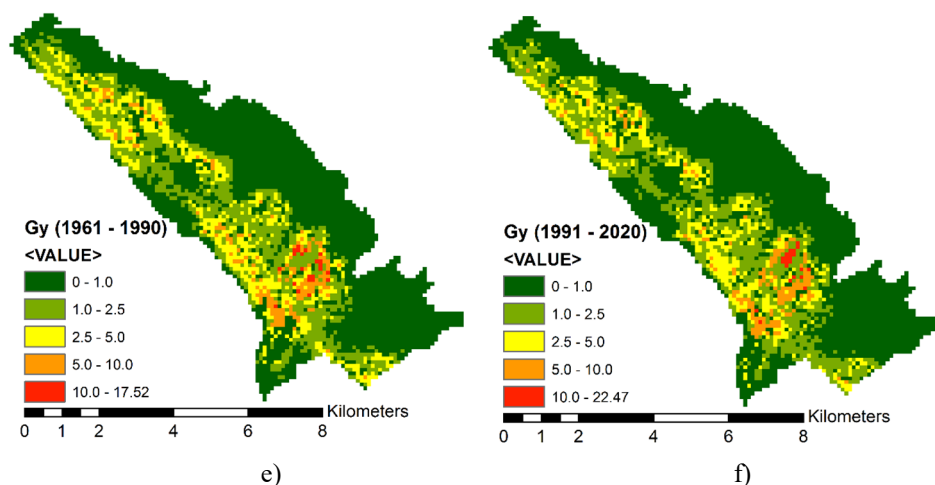 Gy (1961 - 1990)
<VALUE>
0 - 1.0
1.0 - 2.5
2.5 - 5.0
5.0 - 10.0
10.0 - 17.52
Kilometers
0 1 2 4 6 8
e)
Gy (1991 - 2020)
<VALUE>
0 - 1.0
1.0 - 2.5
2.5 - 5.0
5.0 - 10.0
10.0 - 22.47
Kilometers
0 1 2 4 6 8
f)